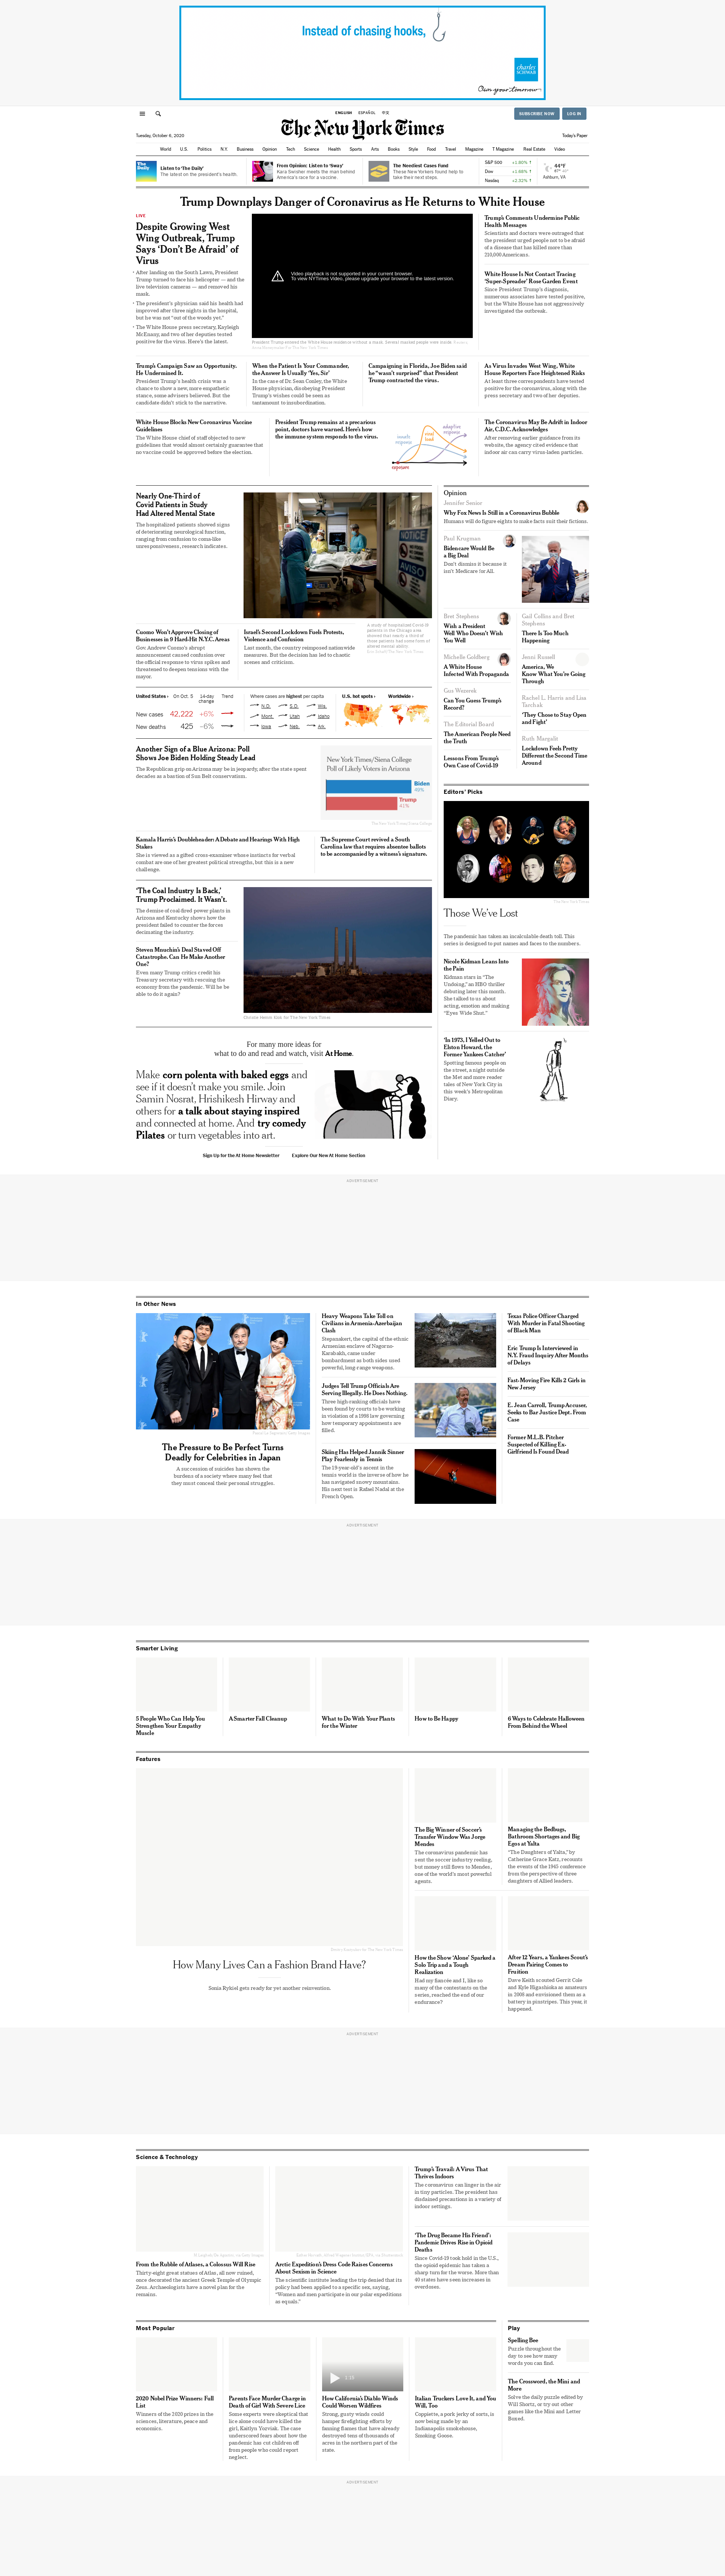 Instead of chasing hooks,
charles
SCHWAB
Own your tomorrow
ENGLISH ESPAÑOL 中文
SUBSCRIBE NOW LOG IN
The New York Times
Tuesday, October 6, 2020
Today's Paper
World U.S. Politics N.Y. Business Opinion Tech Science Health Sports Arts Books Style Food Travel Magazine T Magazine Real Estate Video
The
Daily
Listen to 'The Daily'
The latest on the president's health.
From Opinion: Listen to 'Sway'
Kara Swisher meets the man behind
America's race for a vaccine.
The Neediest Cases Fund
These New Yorkers found help to
take their next steps.
S&P 500 +1.80% ↑
Dow +1.68% ↑
Nasdaq +2.32% ↑
44°F
Ashburn, VA
Trump Downplays Danger of Coronavirus as He Returns to White House
LIVE
Despite Growing West
Wing Outbreak, Trump
Says 'Don't Be Afraid' of
Virus
• After landing on the South Lawn, President
Trump turned to face his helicopter — and the
live television cameras — and removed his
mask.
• The president's physician said his health had
improved after three nights in the hospital,
but he was not "out of the woods yet."
• The White House press secretary, Kayleigh
McEnany, and two of her deputies tested
positive for the virus. Here's the latest.
Video playback is not supported in your current browser.
To view NYTimes Video, please upgrade your browser to the latest version.
President Trump entered the White House residence without a mask. Several masked people were inside.
Trump's Comments Undermine Public
Health Messages
Scientists and doctors were outraged that
the president urged people not to be afraid
of a disease that has killed more than
210,000 Americans.
White House Is Not Contact Tracing
'Super-Spreader' Rose Garden Event
Since President Trump's diagnosis,
numerous associates have tested positive,
but the White House has not aggressively
investigated the outbreak.
Trump's Campaign Saw an Opportunity.
He Undermined It.
President Trump's health crisis was a
chance to show a new, more empathetic
stance, some advisers believed. But the
candidate didn't stick to the narrative.
When the Patient Is Your Commander,
the Answer Is Usually 'Yes, Sir'
In the case of Dr. Sean Conley, the White
House physician, disobeying President
Trump's wishes could be seen as
tantamount to insubordination.
Campaigning in Florida, Joe Biden said
he "wasn't surprised" that President
Trump contracted the virus.
As Virus Invades West Wing, White
House Reporters Face Heightened Risks
At least three correspondents have tested
positive for the coronavirus, along with the
press secretary and two of her deputies.
White House Blocks New Coronavirus Vaccine
Guidelines
The White House chief of staff objected to new
guidelines that would almost certainly guarantee that
no vaccine could be approved before the election.
President Trump remains at a precarious
point, doctors have warned. Here's how
the immune system responds to the virus.
innate
response
viral
load
adaptive
response
exposure
The Coronavirus May Be Adrift in Indoor
Air, C.D.C. Acknowledges
After removing earlier guidance from its
website, the agency cited evidence that
indoor air can carry virus-laden particles.
Nearly One-Third of
Covid Patients in Study
Had Altered Mental State
The hospitalized patients showed signs
of deteriorating neurological function,
ranging from confusion to coma-like
unresponsiveness, research indicates.
NOTICE
AVISO
A study of hospitalized Covid-19
patients in the Chicago area
showed that nearly a third of
those patients had some form of
altered mental ability.
Cuomo Won't Approve Closing of
Businesses in 9 Hard-Hit N.Y.C. Areas
Gov. Andrew Cuomo's abrupt
announcement caused confusion over
the official response to virus spikes and
threatened to deepen tensions with the
mayor.
Israel's Second Lockdown Fuels Protests,
Violence and Confusion
Last month, the country reimposed nationwide
measures. But the decision has led to chaotic
scenes and criticism.
United States › On Oct. 5 14-day
change Trend
New cases 42,222 +6%
New deaths 425 –6%
Where cases are highest per capita
N.D. S.D. Wis.
Mont. Utah Idaho
Iowa Neb. Ark.
U.S. hot spots › Worldwide ›
Another Sign of a Blue Arizona: Poll
Shows Joe Biden Holding Steady Lead
The Republican grip on Arizona may be in jeopardy, after the state spent
decades as a bastion of Sun Belt conservatism.
New York Times/Siena College
Poll of Likely Voters in Arizona
Biden
49%
Trump
41%
The New York Times/Siena College
Kamala Harris's Doubleheader: A Debate and Hearings With High
Stakes
She is viewed as a gifted cross-examiner whose instincts for verbal
combat are one of her greatest political strengths, but this is a new
challenge.
The Supreme Court revived a South
Carolina law that requires absentee ballots
to be accompanied by a witness's signature.
'The Coal Industry Is Back,'
Trump Proclaimed. It Wasn't.
The demise of coal-fired power plants in
Arizona and Kentucky shows how the
president failed to counter the forces
decimating the industry.
Steven Mnuchin's Deal Staved Off
Catastrophe. Can He Make Another
One?
Even many Trump critics credit his
Treasury secretary with rescuing the
economy from the pandemic. Will he be
able to do it again?
For many more ideas for
what to do and read and watch, visit At Home.
Make corn polenta with baked eggs and
see if it doesn't make you smile. Join
Samin Nosrat, Hrishikesh Hirway and
others for a talk about staying inspired
and connected at home. And try comedy
Pilates or turn vegetables into art.
Sign Up for the At Home Newsletter Explore Our New At Home Section
Opinion
Jennifer Senior
Why Fox News Is Still in a Coronavirus Bubble
Humans will do figure eights to make facts suit their fictions.
Paul Krugman
Bidencare Would Be
a Big Deal
Don't dismiss it because it
isn't Medicare for All.
Bret Stephens
Wish a President
Well Who Doesn't Wish
You Well
Gail Collins and Bret
Stephens
There Is Too Much
Happening
Michelle Goldberg
A White House
Infected With Propaganda
Jenni Russell
America, We
Know What You're Going
Through
Gus Wezerek
Can You Guess Trump's
Record?
Rachel L. Harris and Lisa
Tarchak
'They Chose to Stay Open
and Fight'
The Editorial Board
The American People Need
the Truth
Ruth Margalit
Lockdown Feels Pretty
Different the Second Time
Around
Lessons From Trump's
Own Case of Covid-19
Editors' Picks
Those We've Lost
The pandemic has taken an incalculable death toll. This
series is designed to put names and faces to the numbers.
Nicole Kidman Leans Into
the Pain
Kidman stars in "The
Undoing," an HBO thriller
debuting later this month.
She talked to us about
acting, emotion and making
"Eyes Wide Shut."
'In 1973, I Yelled Out to
Elston Howard, the
Former Yankees Catcher'
Spotting famous people on
the street, a night outside
the Met and more reader
tales of New York City in
this week's Metropolitan
Diary.
ADVERTISEMENT
In Other News
The Pressure to Be Perfect Turns
Deadly for Celebrities in Japan
A succession of suicides has shown the
burdens of a society where many feel that
they must conceal their personal struggles.
Heavy Weapons Take Toll on
Civilians in Armenia-Azerbaijan
Clash
Stepanakert, the capital of the ethnic
Armenian enclave of Nagorno-
Karabakh, came under
bombardment as both sides used
powerful, long-range weapons.
Judges Tell Trump Officials Are
Serving Illegally. He Does Nothing.
Three high-ranking officials have
been found by courts to be working
in violation of a 1998 law governing
how temporary appointments are
filled.
Skiing Has Helped Jannik Sinner
Play Fearlessly in Tennis
The 19-year-old's ascent in the
tennis world is the inverse of how he
has navigated snowy mountains.
His next test is Rafael Nadal at the
French Open.
Texas Police Officer Charged
With Murder in Fatal Shooting
of Black Man
Eric Trump Is Interviewed in
N.Y. Fraud Inquiry After Months
of Delays
Fast-Moving Fire Kills 2 Girls in
New Jersey
E. Jean Carroll, Trump Accuser,
Seeks to Bar Justice Dept. From
Case
Former M.L.B. Pitcher
Suspected of Killing Ex-
Girlfriend Is Found Dead
ADVERTISEMENT
Smarter Living
5 People Who Can Help You
Strengthen Your Empathy
Muscle
A Smarter Fall Cleanup
What to Do With Your Plants
for the Winter
How to Be Happy
6 Ways to Celebrate Halloween
From Behind the Wheel
Features
How Many Lives Can a Fashion Brand Have?
Sonia Rykiel gets ready for yet another reinvention.
The Big Winner of Soccer's
Transfer Window Was Jorge
Mendes
The coronavirus pandemic has
sent the soccer industry reeling,
but money still flows to Mendes,
one of the world's most powerful
agents.
Managing the Bedbugs,
Bathroom Shortages and Big
Egos at Yalta
"The Daughters of Yalta," by
Catherine Grace Katz, recounts
the events of the 1945 conference
from the perspective of three
daughters of Allied leaders.
How the Show 'Alone' Sparked a
Solo Trip and a Tough
Realization
Had my fiancée and I, like so
many of the contestants on the
series, reached the end of our
endurance?
After 12 Years, a Yankees Scout's
Dream Pairing Comes to
Fruition
Dave Keith scouted Gerrit Cole
and Kyle Higashioka as amateurs
in 2008 and envisioned them as a
battery in pinstripes. This year, it
happened.
ADVERTISEMENT
Science & Technology
From the Rubble of Atlases, a Colossus Will Rise
Thirty-eight great statues of Atlas, all now ruined,
once decorated the ancient Greek Temple of Olympic
Zeus. Archaeologists have a novel plan for the
remains.
Arctic Expedition's Dress Code Raises Concerns
About Sexism in Science
The scientific institute leading the trip denied that its
policy had been applied to a specific sex, saying,
"Women and men participate in our polar expeditions
as equals."
Trump's Travail: A Virus That
Thrives Indoors
The coronavirus can linger in the air
in tiny particles. The president has
disdained precautions in a variety of
indoor settings.
'The Drug Became His Friend':
Pandemic Drives Rise in Opioid
Deaths
Since Covid-19 took hold in the U.S.,
the opioid epidemic has taken a
sharp turn for the worse. More than
40 states have seen increases in
overdoses.
Most Popular
2020 Nobel Prize Winners: Full
List
Winners of the 2020 prizes in the
sciences, literature, peace and
economics.
Parents Face Murder Charge in
Death of Girl With Severe Lice
Some experts were skeptical that
lice alone could have killed the
girl, Kaitlyn Yozviak. The case
underscored fears about how the
pandemic has cut children off
from people who could report
neglect.
How California's Diablo Winds
Could Worsen Wildfires
Strong, gusty winds could
hamper firefighting efforts by
fanning flames that have already
destroyed tens of thousands of
acres in the northern part of the
state.
Italian Truckers Love It, and You
Will, Too
Coppiette, a pork jerky of sorts, is
now being made by an
Indianapolis smokehouse,
Smoking Goose.
Play
Spelling Bee
Puzzle throughout the
day to see how many
words you can find.
The Crossword, the Mini and
More
Solve the daily puzzle edited by
Will Shortz, or try out other
games like the Mini and Letter
Boxed.
ADVERTISEMENT